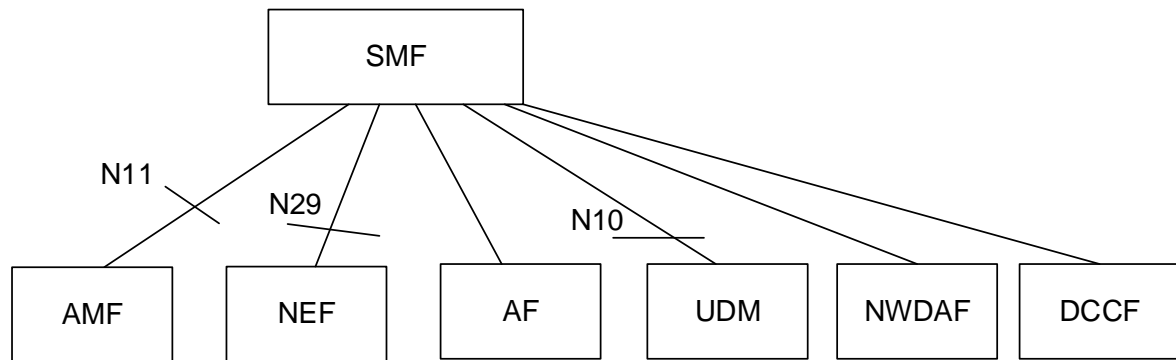 SMF
N11
N29
N10
AMF
NEF
AF
UDM
NWDAF
DCCF